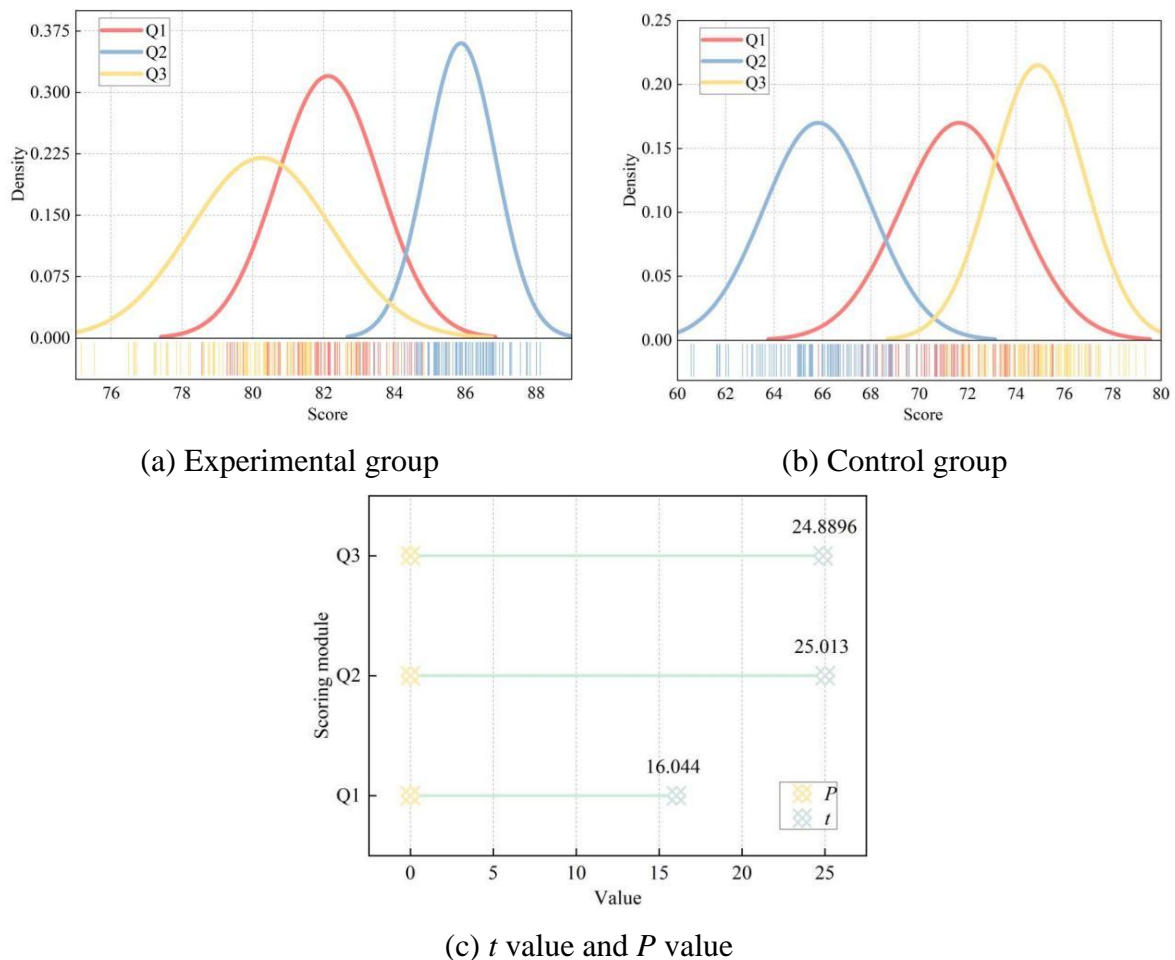 0.375
0.300
0.225
0.150
0.075
0.000
Density
Q1
Q2
Q3
76 78 80 82 84 86 88
Score
(a) Experimental group
0.25
0.20
0.15
0.10
0.05
0.00
Density
Q1
Q2
Q3
60 62 64 66 68 70 72 74 76 78 80
Score
(b) Control group
Scoring module
Q3
24.8896
Q2
25.013
Q1
16.044
P
t
0 5 10 15 20 25
Value
(c) t value and P value